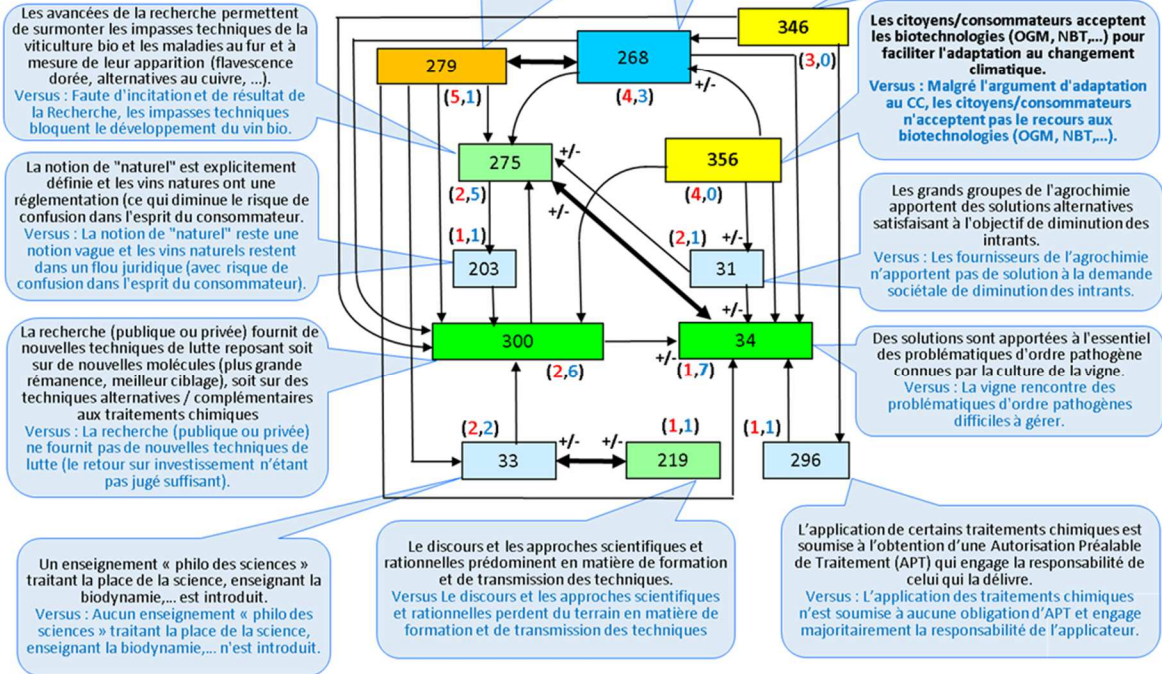 Les avancées de la recherche permettent
de surmonter les impasses techniques de la
viticulture bio et les maladies au fur et à
mesure de leur apparition (flavescence
dorée, alternatives au cuivre, ...).
Versus : Faute d'incitation et de résultat de
la Recherche, les impasses techniques
bloquent le développement du vin bio.
346
(3,0)
268
(4,3)
279
(5,1)
+/-
Les citoyens/consommateurs acceptent
les biotechnologies (OGM, NBT,...) pour
faciliter l'adaptation au changement
climatique.
Versus : Malgré l'argument d'adaptation
au CC, les citoyens/consommateurs
n'acceptent pas le recours aux
biotechnologies (OGM, NBT,...).
+/-
275
(2,5)
+/-
356
(4,0)
La notion de "naturel" est explicitement
définie et les vins natures ont une
réglementation (ce qui diminue le risque de
confusion dans l'esprit du consommateur.
Versus : La notion de "naturel" reste une
notion vague et les vins naturels restent
dans un flou juridique (avec risque de
confusion dans l'esprit du consommateur).
(1,1)
203
(2,1)
+/-
31
+/-
Les grands groupes de l'agrochimie
apportent des solutions alternatives
satisfaisant à l'objectif de diminution des
intrants.
Versus : Les fournisseurs de l'agrochimie
n'apportent pas de solution à la demande
sociétale de diminution des intrants.
La recherche (publique ou privée) fournit de
nouvelles techniques de lutte reposant soit
sur de nouvelles molécules (plus grande
rémanence, meilleur ciblage), soit sur des
techniques alternatives / complémentaires
aux traitements chimiques
Versus : La recherche (publique ou privée)
ne fournit pas de nouvelles techniques de
lutte (le retour sur investissement n'étant
pas jugé suffisant).
300
(2,6)
34
+/-
(1,7)
Des solutions sont apportées à l'essentiel
des problématiques d'ordre pathogène
connues par la culture de la vigne.
Versus : La vigne rencontre des
problématiques d'ordre pathogènes
difficiles à gérer.
(2,2)
33
+/-
+/-
(1,1)
219
(1,1)
296
Un enseignement « philo des sciences »
traitant la place de la science, enseignant la
biodynamie,... est introduit.
Versus : Aucun enseignement « philo des
sciences » traitant la place de la science,
enseignant la biodynamie,... n'est introduit.
Le discours et les approches scientifiques et
rationnelles prédominent en matière de formation
et de transmission des techniques.
Versus Le discours et les approches scientifiques
et rationnelles perdent du terrain en matière de
formation et de transmission des techniques
L'application de certains traitements chimiques est
soumise à l'obtention d'une Autorisation Préalable
de Traitement (APT) qui engage la responsabilité de
celui qui la délivre.
Versus : L'application des traitements chimiques
n'est soumise à aucune obligation d'APT et engage
majoritairement la responsabilité de l'applicateur.